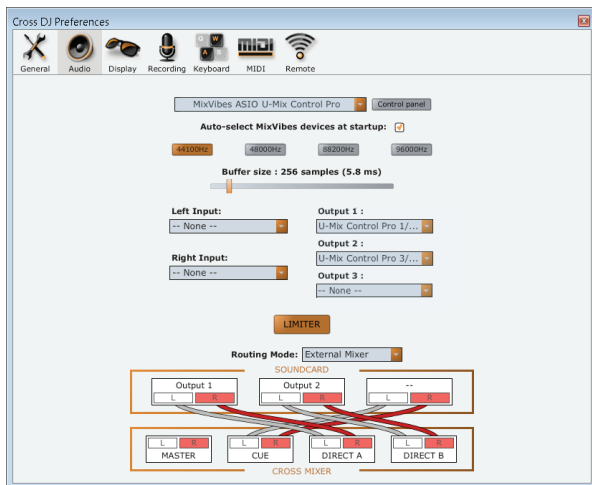 Cross DJ Preferences
General Audio Display Recording Keyboard MIDI Remote
Q W
A S
MIDI
MixVibes ASIO U-Mix Control Pro Control panel
Auto-select MixVibes devices at startup:
44100Hz 48000Hz 88200Hz 96000Hz
Buffer size : 256 samples (5.8 ms)
Left Input: Output 1 :
-- None -- U-Mix Control Pro 1/...
Output 2 :
Right Input: U-Mix Control Pro 3/...
-- None -- Output 3 :
-- None --
LIMITER
Routing Mode: External Mixer
SOUNDCARD
Output 1 Output 2 --
L R L R L R
L R L R L R L R
MASTER CUE DIRECT A DIRECT B
CROSS MIXER